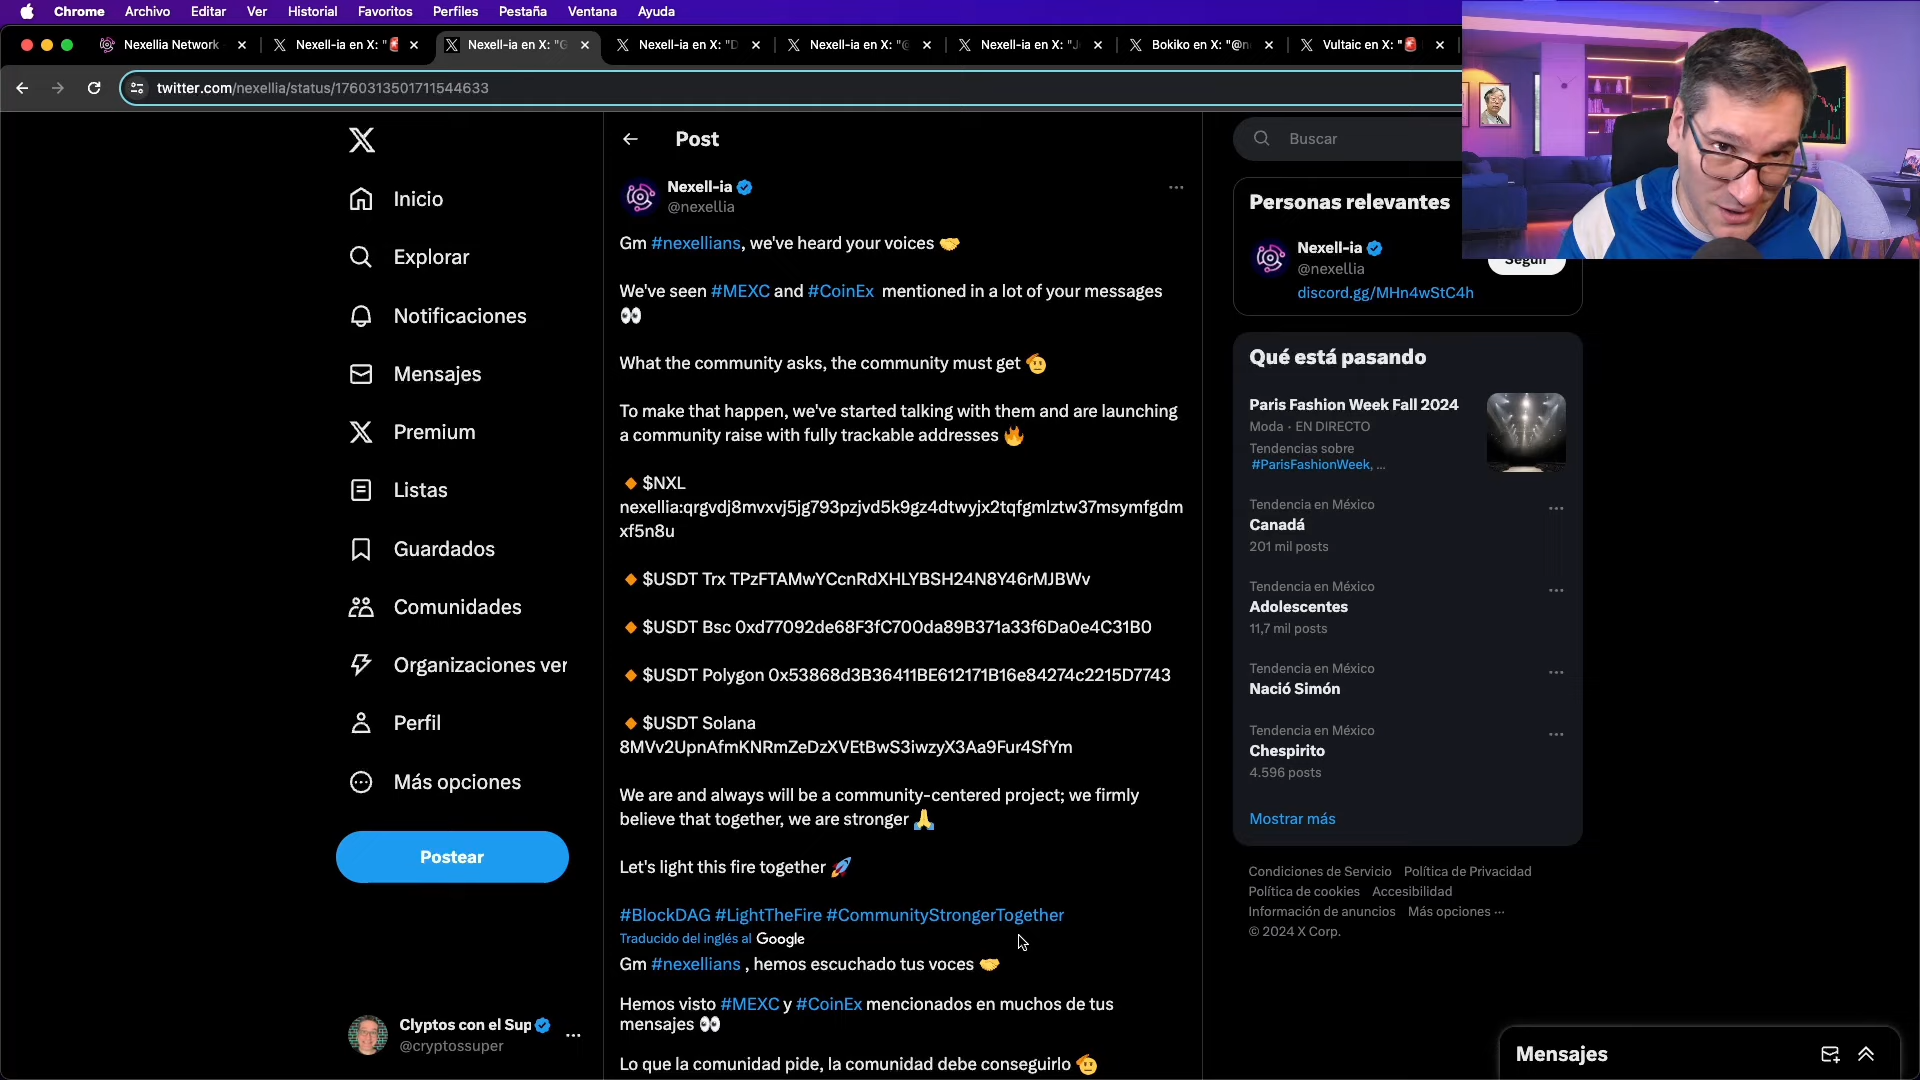 Chrome Archivo Editar Ver Historial Favoritos Perfiles Pestaña Ventana Ayuda
Nexellia Network
Nexell-ia en X: "🚨
Nexell-ia en X: "G
Nexell-ia en X: "D
Nexell-ia en X: "@
Nexell-ia en X: "J
Bokiko en X: "@n
Vultaic en X: "🚨
twitter.com/nexellia/status/1760313501711544633
Inicio
Explorar
Notificaciones
Mensajes
Premium
Listas
Guardados
Comunidades
Organizaciones ver
Perfil
Más opciones
Postear
Clyptos con el Sup
@cryptossuper
Post
Nexell-ia
@nexellia
Gm #nexellians, we've heard your voices 🤝
We've seen #MEXC and #CoinEx mentioned in a lot of your messages
👀
What the community asks, the community must get 🫡
To make that happen, we've started talking with them and are launching
a community raise with fully trackable addresses 🔥
🔸 $NXL
nexellia:qrgvdj8mvxvj5jg793pzjvd5k9gz4dtwyjx2tqfgmlztw37msymfgdm
xf5n8u
🔸 $USDT Trx TPzFTAMwYCcnRdXHLYBSH24N8Y46rMJBWv
🔸 $USDT Bsc 0xd77092de68F3fC700da89B371a33f6Da0e4C31B0
🔸 $USDT Polygon 0x53868d3B36411BE612171B16e84274c2215D7743
🔸 $USDT Solana
8MVv2UpnAfmKNRmZeDzXVEtBwS3iwzyX3Aa9Fur4SfYm
We are and always will be a community-centered project; we firmly
believe that together, we are stronger 🙏
Let's light this fire together 🚀
#BlockDAG #LightTheFire #CommunityStrongerTogether
Traducido del inglés al Google
Gm #nexellians , hemos escuchado tus voces 🤝
Hemos visto #MEXC y #CoinEx mencionados en muchos de tus
mensajes 👀
Lo que la comunidad pide, la comunidad debe conseguirlo 🫡
Buscar
Personas relevantes
Nexell-ia
@nexellia
Seguir
discord.gg/MHn4wStC4h
Qué está pasando
Paris Fashion Week Fall 2024
Moda · EN DIRECTO
Tendencias sobre
#ParisFashionWeek, ...
Tendencia en México
Canadá
201 mil posts
Tendencia en México
Adolescentes
11,7 mil posts
Tendencia en México
Nació Simón
Tendencia en México
Chespirito
4.596 posts
Mostrar más
Condiciones de Servicio Política de Privacidad
Política de cookies Accesibilidad
Información de anuncios Más opciones ···
© 2024 X Corp.
Mensajes